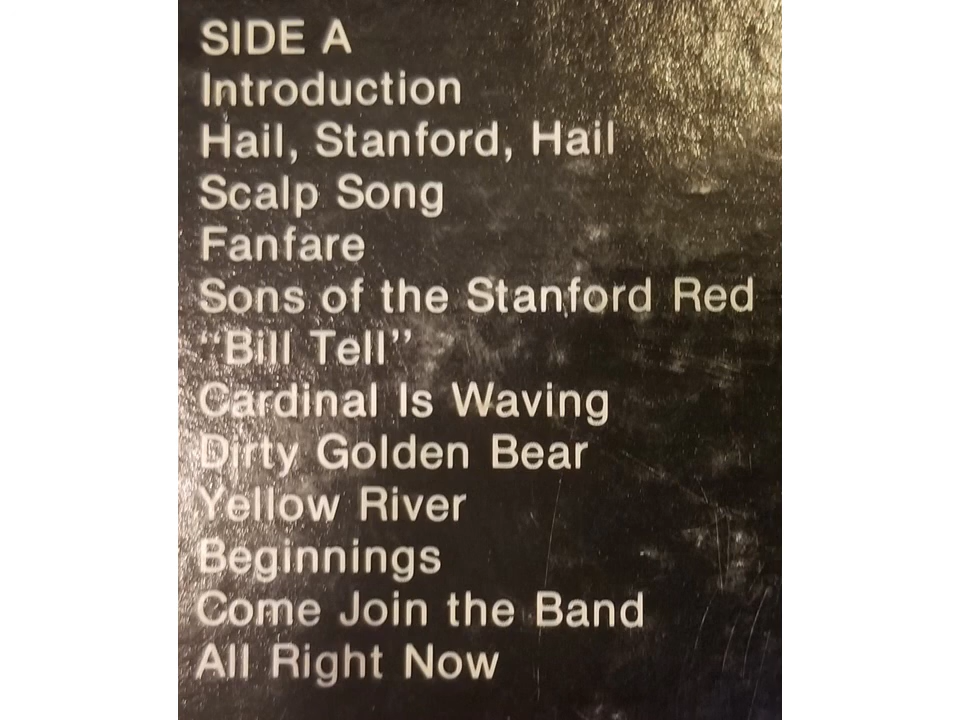 SIDE A
Introduction
Hail, Stanford, Hail
Scalp Song
Fanfare
Sons of the Stanford Red
“Bill Tell”
Cardinal Is Waving
Dirty Golden Bear
Yellow River
Beginnings
Come Join the Band
All Right Now